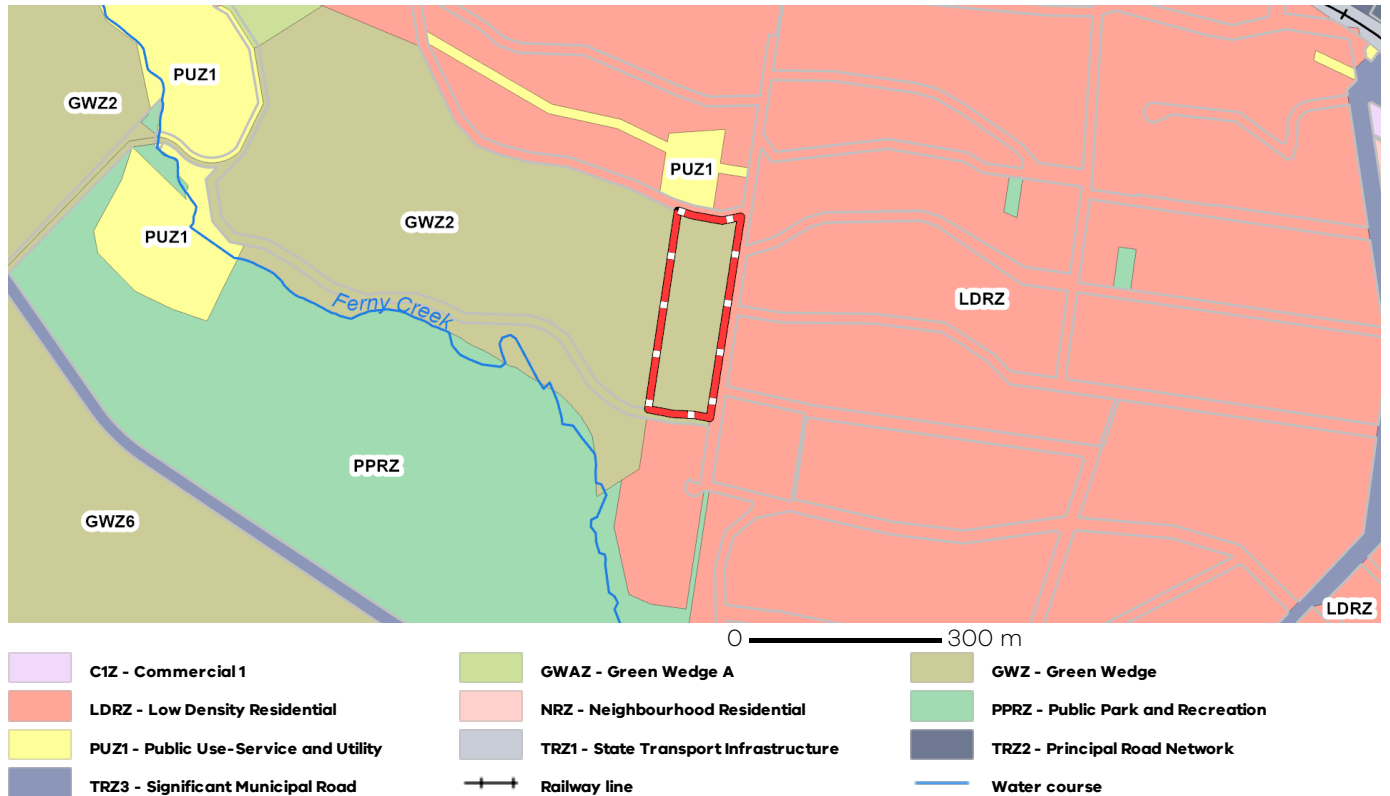 PUZ1
GWZ2
PUZ1
GWZ2
PUZ1
Ferny Creek
LDRZ
PPRZ
GWZ6
LDRZ
0 300 m
C1Z - Commercial 1
GWAZ - Green Wedge A
GWZ - Green Wedge
LDRZ - Low Density Residential
NRZ - Neighbourhood Residential
PPRZ - Public Park and Recreation
PUZ1 - Public Use-Service and Utility
TRZ1 - State Transport Infrastructure
TRZ2 - Principal Road Network
TRZ3 - Significant Municipal Road
Railway line
Water course